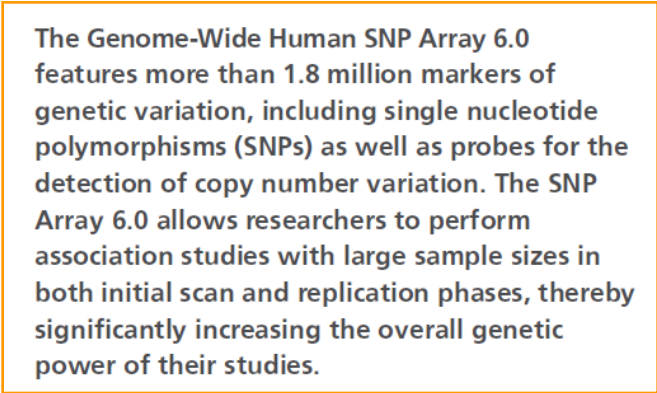 The Genome-Wide Human SNP Array 6.0
features more than 1.8 million markers of
genetic variation, including single nucleotide
polymorphisms (SNPs) as well as probes for the
detection of copy number variation. The SNP
Array 6.0 allows researchers to perform
association studies with large sample sizes in
both initial scan and replication phases, thereby
significantly increasing the overall genetic
power of their studies.